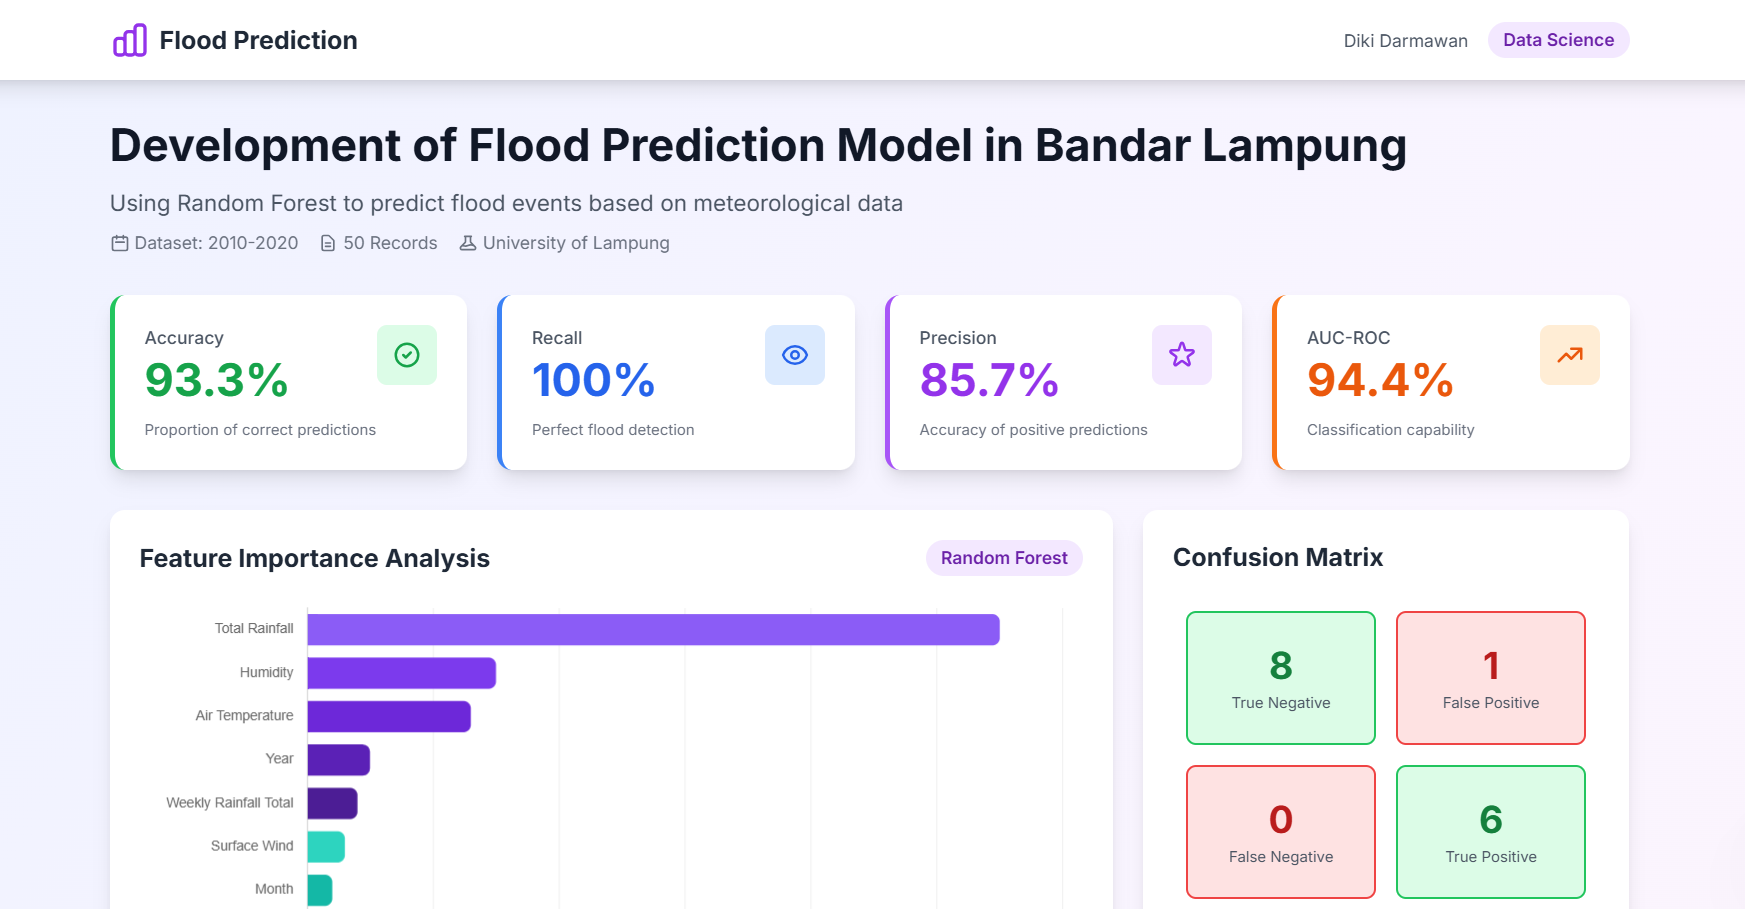 Flood Prediction
Diki Darmawan
Data Science
Development of Flood Prediction Model in Bandar Lampung
Using Random Forest to predict flood events based on meteorological data
Dataset: 2010-2020
50 Records
University of Lampung
Accuracy
93.3%
Proportion of correct predictions
Recall
100%
Perfect flood detection
Precision
85.7%
Accuracy of positive predictions
AUC-ROC
94.4%
Classification capability
Feature Importance Analysis
Random Forest
Total Rainfall
Humidity
Air Temperature
Year
Weekly Rainfall Total
Surface Wind
Month
Confusion Matrix
8
True Negative
1
False Positive
0
False Negative
6
True Positive